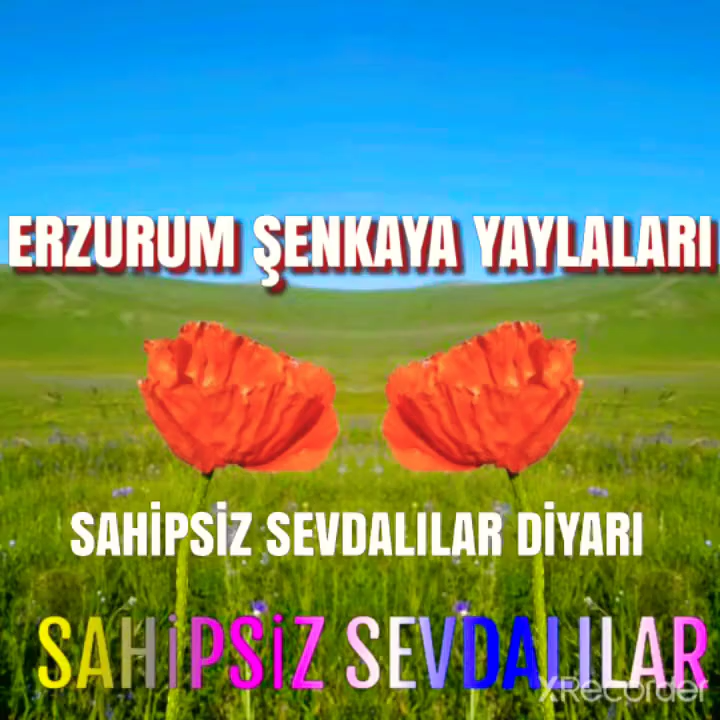 ERZURUM ŞENKAYA YAYLALARI
SAHİPSİZ SEVDALILAR DİYARI
SAHİPSİZ SEVDALILAR
XRecorder